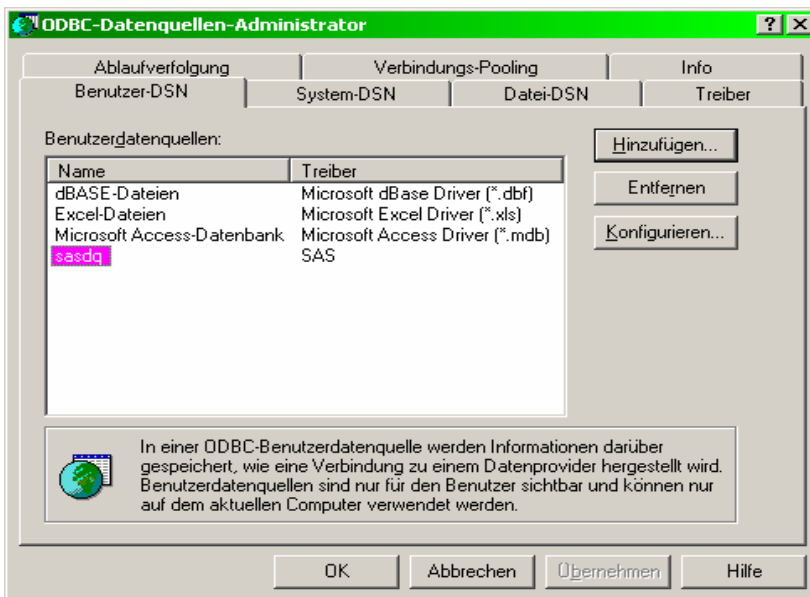 ODBC-Datenquellen-Administrator
Ablaufverfolgung Verbindungs-Pooling Info
Benutzer-DSN System-DSN Datei-DSN Treiber
Benutzerdatenquellen:
Hinzufügen...
Name Treiber
dBASE-Dateien Microsoft dBase Driver (*.dbf)
Entfernen
Excel-Dateien Microsoft Excel Driver (*.xls)
Microsoft Access-Datenbank Microsoft Access Driver (*.mdb)
Konfigurieren...
sasdq SAS
In einer ODBC-Benutzerdatenquelle werden Informationen darüber
gespeichert, wie eine Verbindung zu einem Datenprovider hergestellt wird.
Benutzerdatenquellen sind nur für den Benutzer sichtbar und können nur
auf dem aktuellen Computer verwendet werden.
OK Abbrechen Übernehmen Hilfe